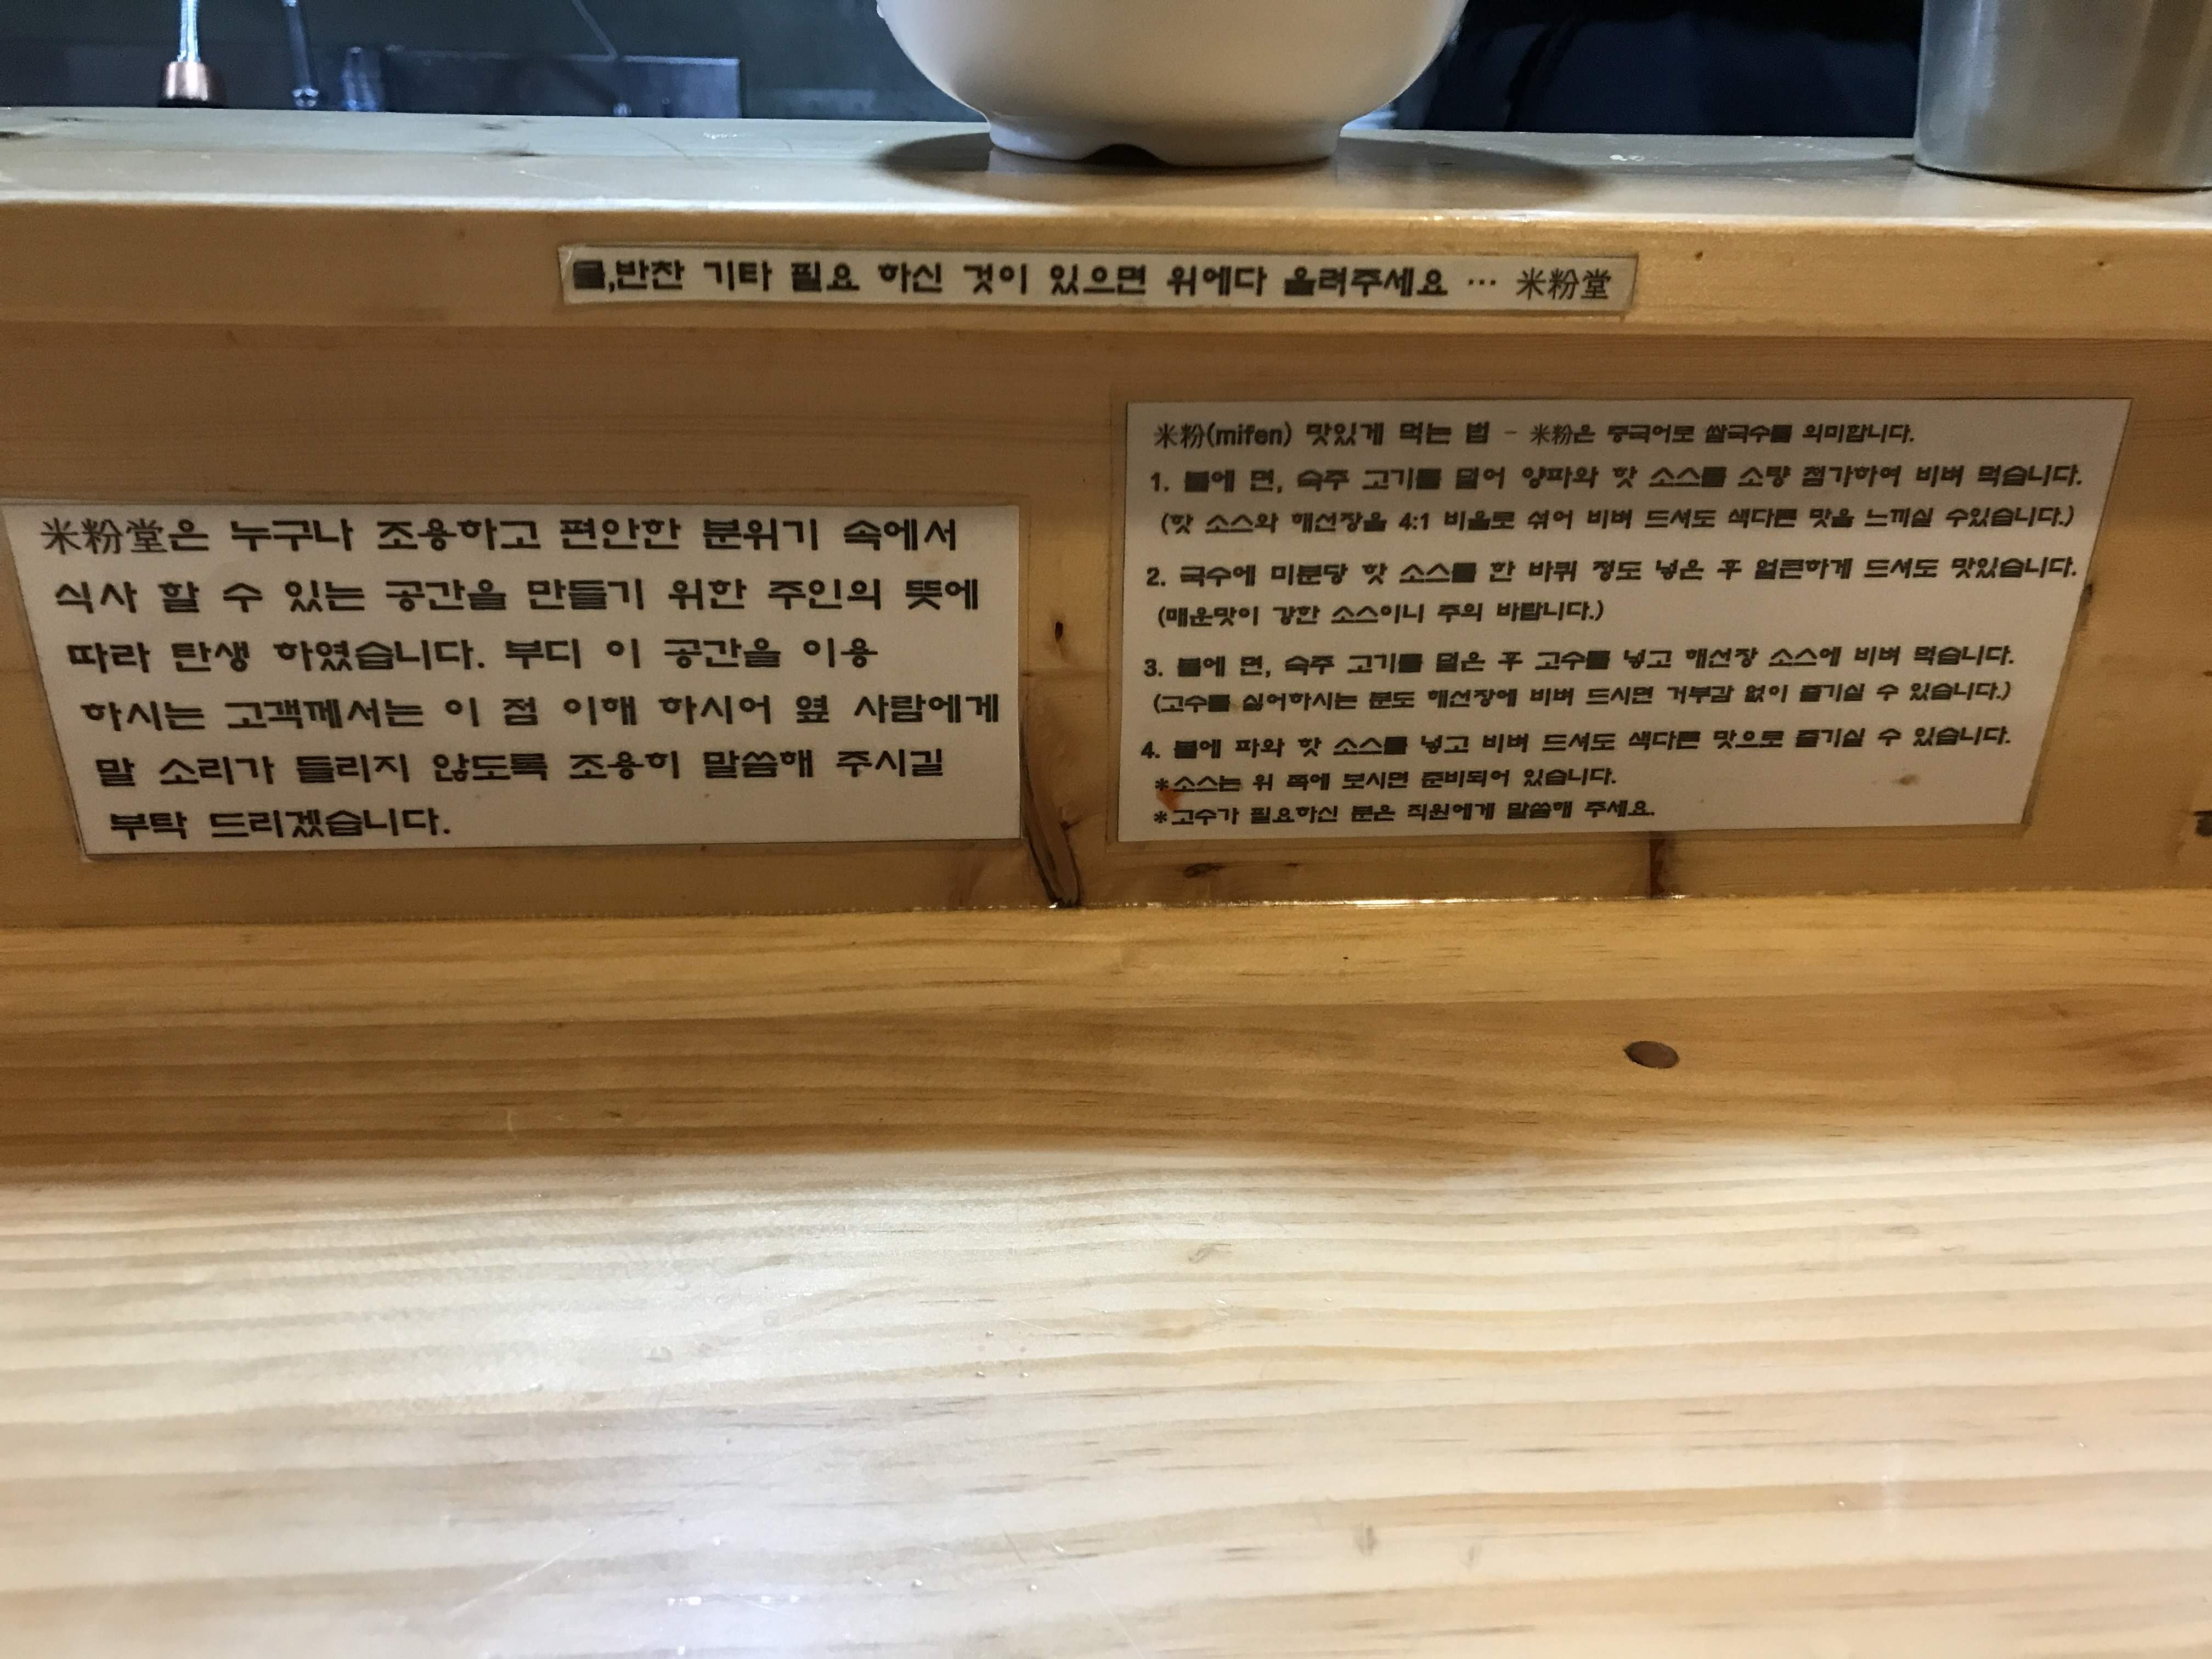 물,반찬 기타 필요 하신 것이 있으면 위에다 올려주세요 … 米粉堂
米粉堂은 누구나 조용하고 편안한 분위기 속에서
식사 할 수 있는 공간을 만들기 위한 주인의 뜻에
따라 탄생 하였습니다. 부디 이 공간을 이용
하시는 고객께서는 이 점 이해 하시어 옆 사람에게
말 소리가 들리지 않도록 조용히 말씀해 주시길
부탁 드리겠습니다.
米粉(mifen) 맛있게 먹는 법 - 米粉은 중국어로 쌀국수를 의미합니다.
1. 볼에 면, 숙주 고기를 덜어 양파와 핫 소스를 소량 첨가하여 비벼 먹습니다.
(핫 소스와 해선장을 4:1 비율로 섞어 비벼 드셔도 색다른 맛을 느끼실 수있습니다.)
2. 국수에 미분당 핫 소스를 한 바퀴 정도 넣은 후 얼큰하게 드셔도 맛있습니다.
(매운맛이 강한 소스이니 주의 바랍니다.)
3. 볼에 면, 숙주 고기를 덜은 후 고수를 넣고 해선장 소스에 비벼 먹습니다.
(고수를 싫어하시는 분도 해선장에 비벼 드시면 거부감 없이 즐기실 수 있습니다.)
4. 볼에 파와 핫 소스를 넣고 비벼 드셔도 색다른 맛으로 즐기실 수 있습니다.
*소스는 위 쪽에 보시면 준비되어 있습니다.
*고수가 필요하신 분은 직원에게 말씀해 주세요.